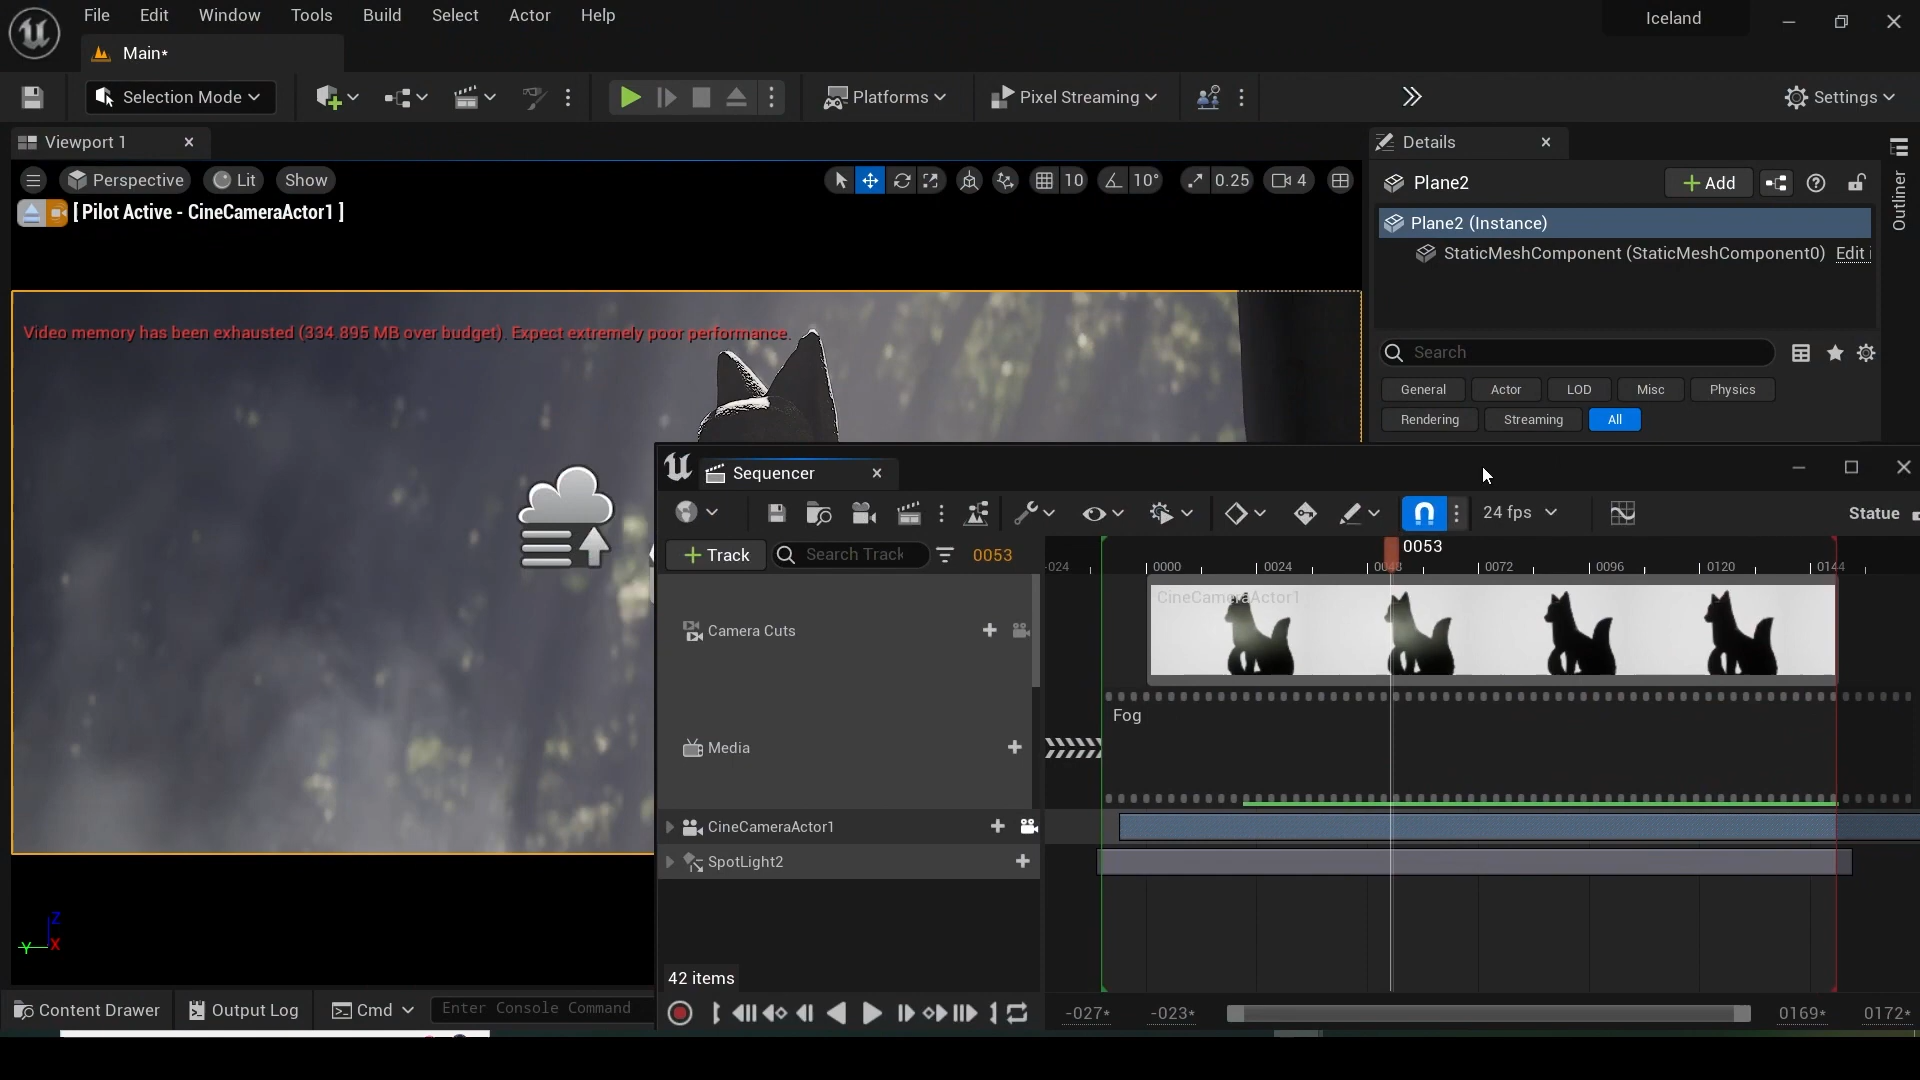 File Edit Window Tools Build Select Actor Help
Iceland
Main*
Selection Mode
Platforms
Pixel Streaming
Settings
Viewport 1
Details
Perspective Lit Show
10 10° 0.25 4
Plane2
Add
Outliner
[ Pilot Active - CineCameraActor1 ]
Plane2 (Instance)
StaticMeshComponent (StaticMeshComponent0) Edit i
Video memory has been exhausted (334.895 MB over budget). Expect extremely poor performance.
Search
General Actor LOD Misc Physics
Rendering Streaming All
Sequencer
24 fps
Statue
Track
Search Track
0053
0053
-024 0000 0024 0048 0072 0096 0120 0144
CineCameraActor1
Camera Cuts
Fog
Media
CineCameraActor1
SpotLight2
Z
Y X
42 items
Content Drawer Output Log Cmd Enter Console Command
-027* -023* 0169* 0172*